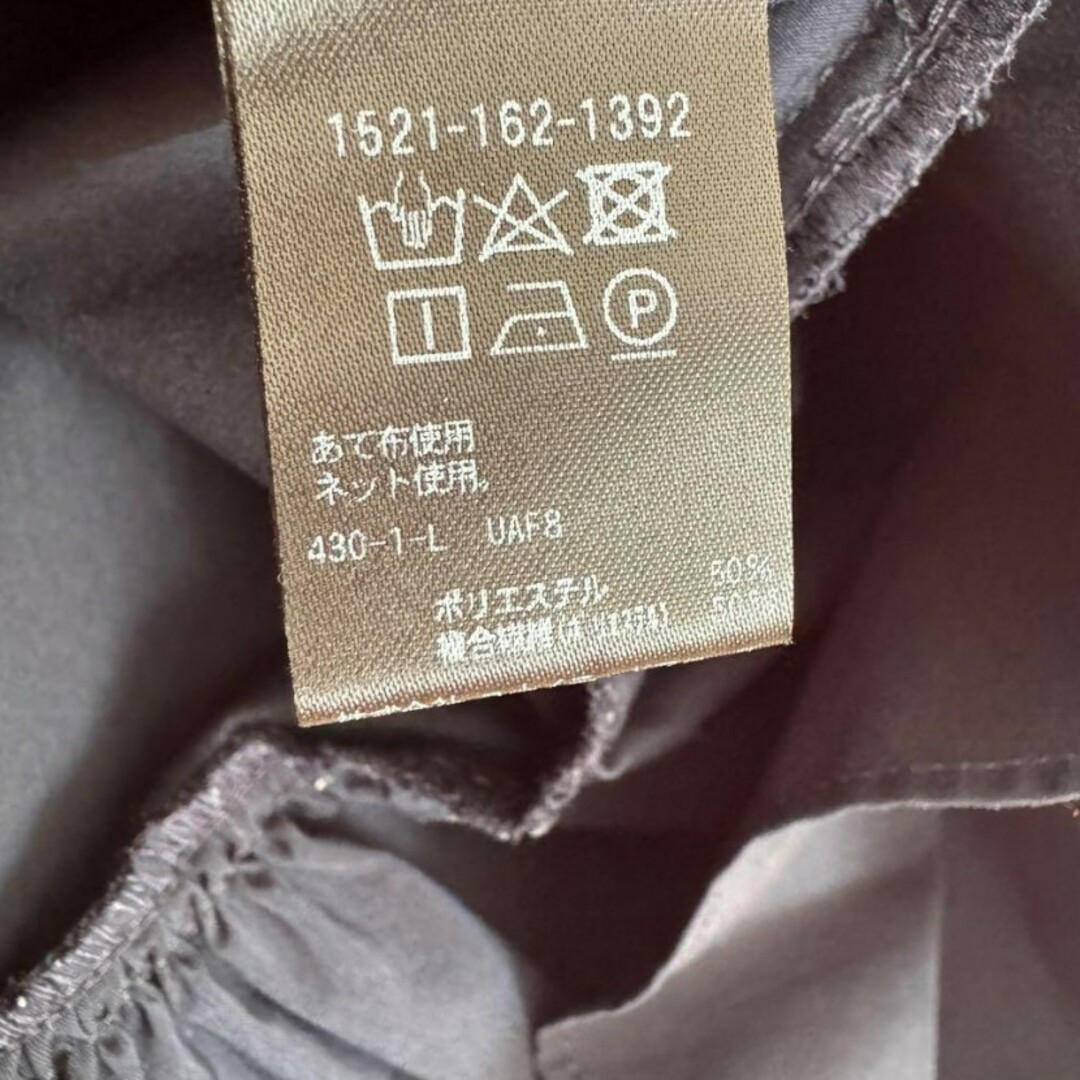 1521-162-1392
P
あて布使用
ネット使用。
430-1-L UAF8
ポリエステル 50%
複合繊維